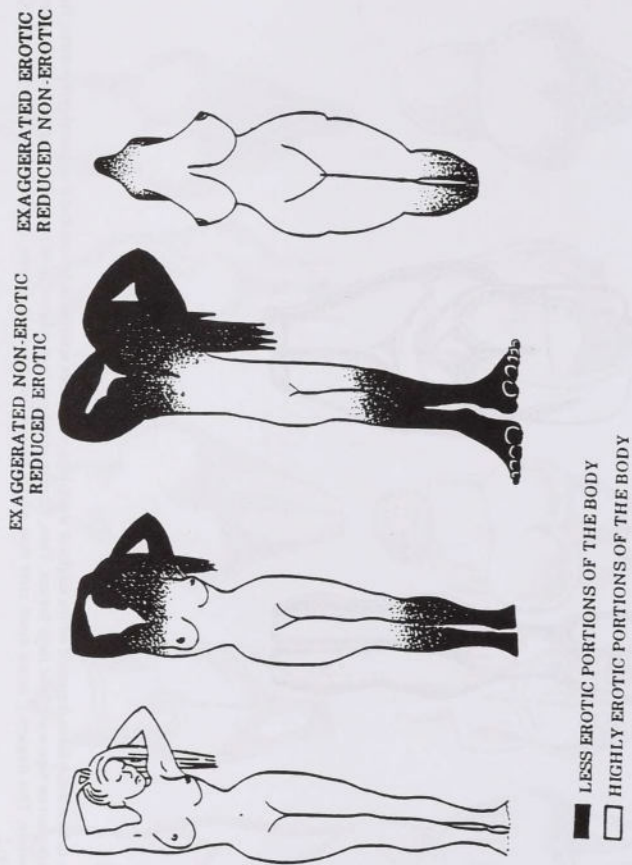 EXAGGERATED NON-EROTIC
REDUCED EROTIC
EXAGGERATED EROTIC
REDUCED NON-EROTIC
LESS EROTIC PORTIONS OF THE BODY
HIGHLY EROTIC PORTIONS OF THE BODY